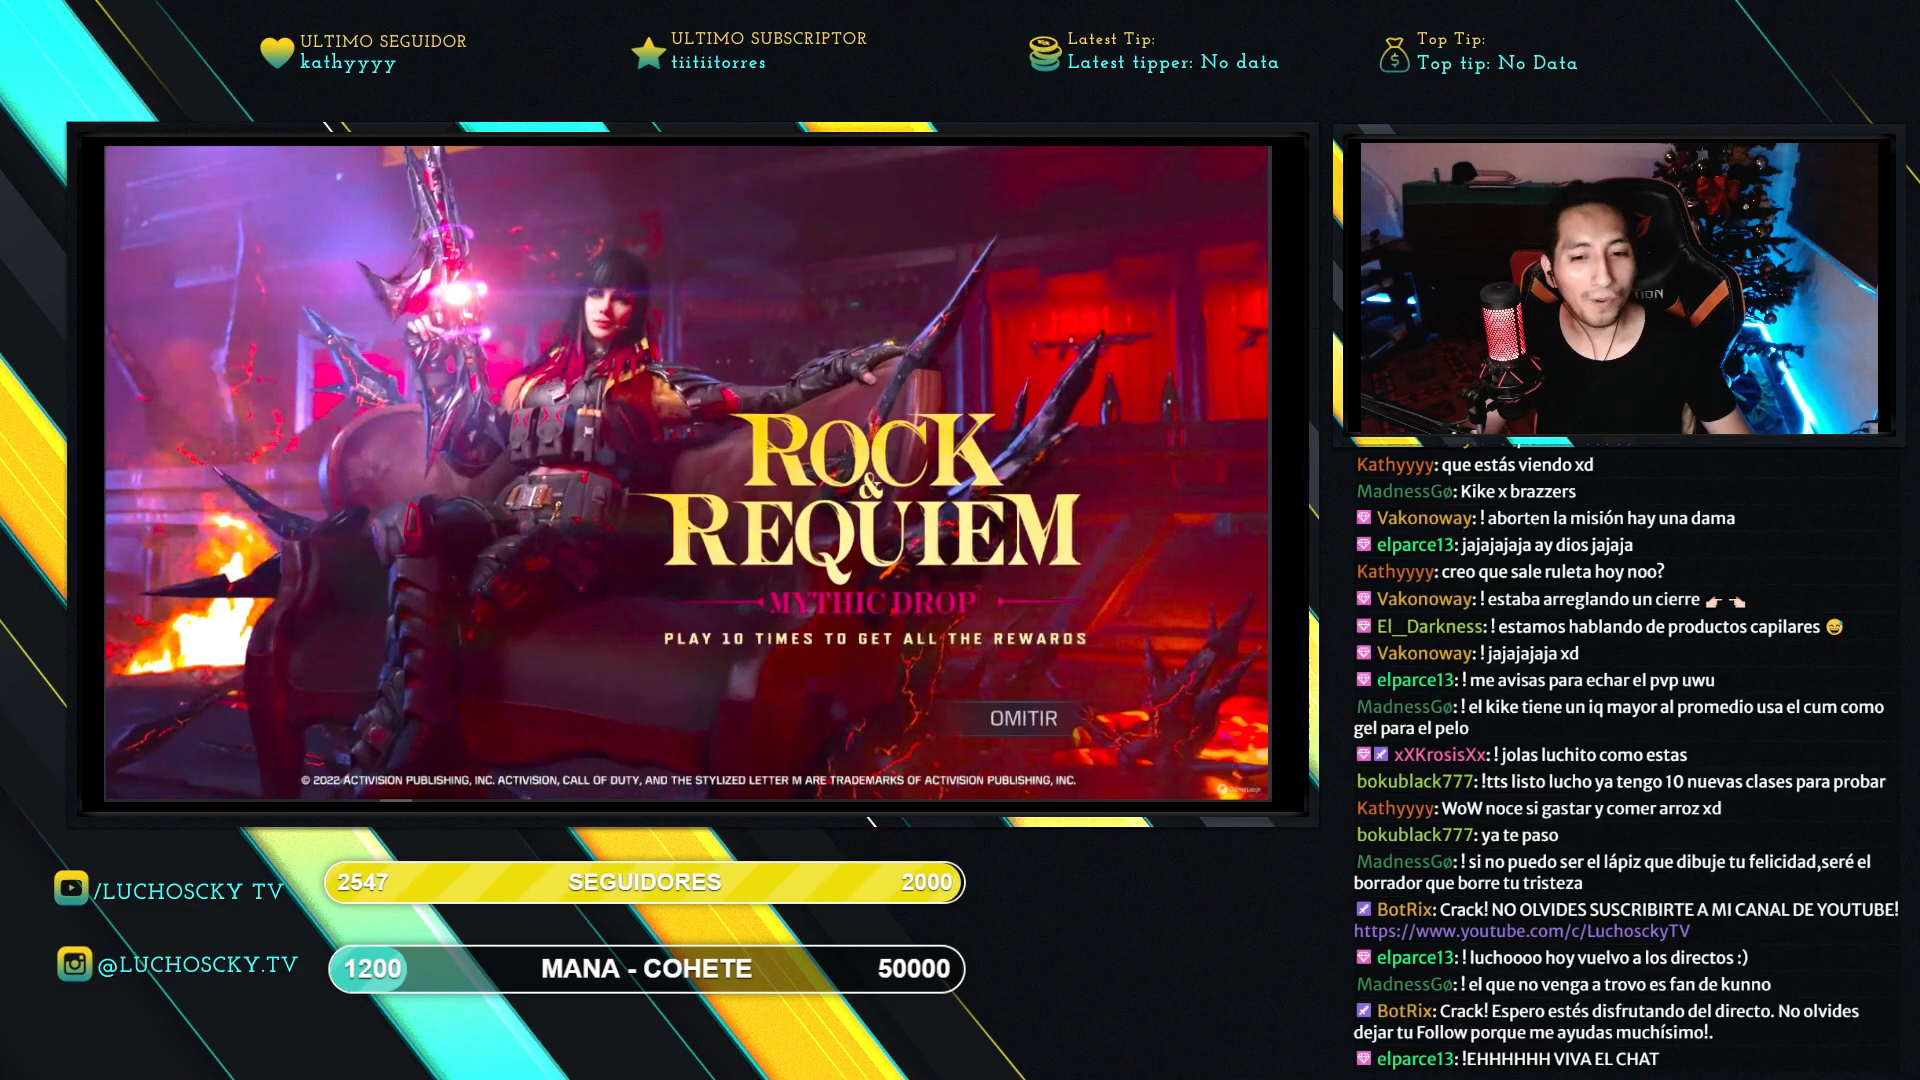 ULTIMO SEGUIDOR
kathyyyy
ULTIMO SUBSCRIPTOR
tiitiitorres
Latest Tip:
Latest tipper: No data
Top Tip:
Top tip: No Data
ROCK
&
REQUIEM
MYTHIC DROP
PLAY 10 TIMES TO GET ALL THE REWARDS
OMITIR
© 2022 ACTIVISION PUBLISHING, INC. ACTIVISION, CALL OF DUTY, AND THE STYLIZED LETTER M ARE TRADEMARKS OF ACTIVISION PUBLISHING, INC.
GameLoop
Kathyyyy: que estás viendo xd
MadnessGø: Kike x brazzers
Vakonoway: ! aborten la misión hay una dama
elparce13: jajajajaja ay dios jajaja
Kathyyyy: creo que sale ruleta hoy noo?
Vakonoway: ! estaba arreglando un cierre 👉🏻 👈🏻
El__Darkness: ! estamos hablando de productos capilares 😅
Vakonoway: ! jajajajaja xd
elparce13: ! me avisas para echar el pvp uwu
MadnessGø: ! el kike tiene un iq mayor al promedio usa el cum como
gel para el pelo
xXKrosisXx: ! jolas luchito como estas
bokublack777: !tts listo lucho ya tengo 10 nuevas clases para probar
Kathyyyy: WoW noce si gastar y comer arroz xd
bokublack777: ya te paso
MadnessGø: ! si no puedo ser el lápiz que dibuje tu felicidad,seré el
borrador que borre tu tristeza
BotRix: Crack! NO OLVIDES SUSCRIBIRTE A MI CANAL DE YOUTUBE!
https://www.youtube.com/c/LuchosckyTV
elparce13: ! luchoooo hoy vuelvo a los directos :)
MadnessGø: ! el que no venga a trovo es fan de kunno
BotRix: Crack! Espero estés disfrutando del directo. No olvides
dejar tu Follow porque me ayudas muchísimo!.
elparce13: !EHHHHHH VIVA EL CHAT
/LUCHOSCKY TV
2547 SEGUIDORES 2000
@LUCHOSCKY.TV
1200 MANA - COHETE 50000